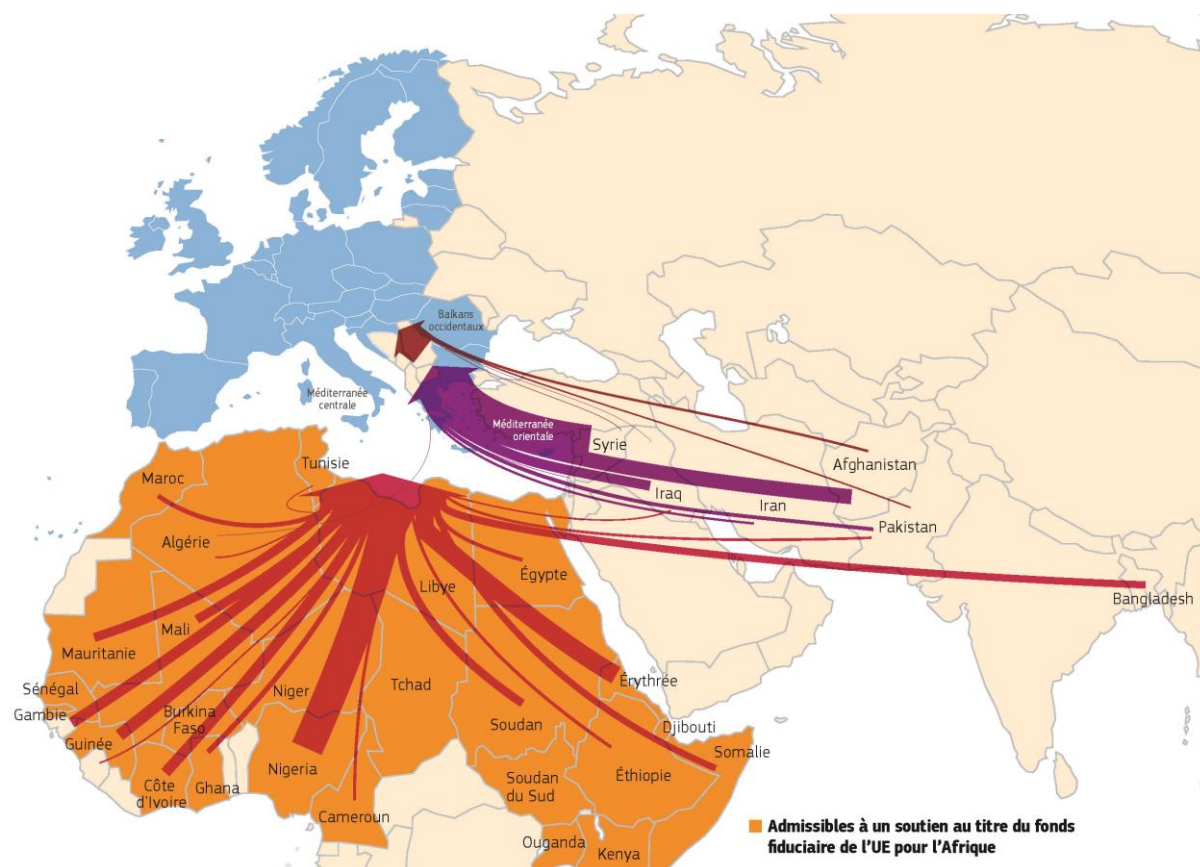 Balkans
occidentaux
Méditerranée
centrale
Méditerranée
orientale
Syrie
Afghanistan
Tunisie
Maroc
Iraq
Iran
Pakistan
Algérie
Libye
Égypte
Bangladesh
Mali
Mauritanie
Érythrée
Sénégal
Gambie
Niger
Tchad
Burkina
Faso
Soudan
Djibouti
Guinée
Somalie
Nigeria
Éthiopie
Côte
d'Ivoire
Ghana
Soudan
du Sud
Cameroun
Ouganda
Kenya
Admissibles à un soutien au titre du fonds
fiduciaire de l'UE pour l'Afrique